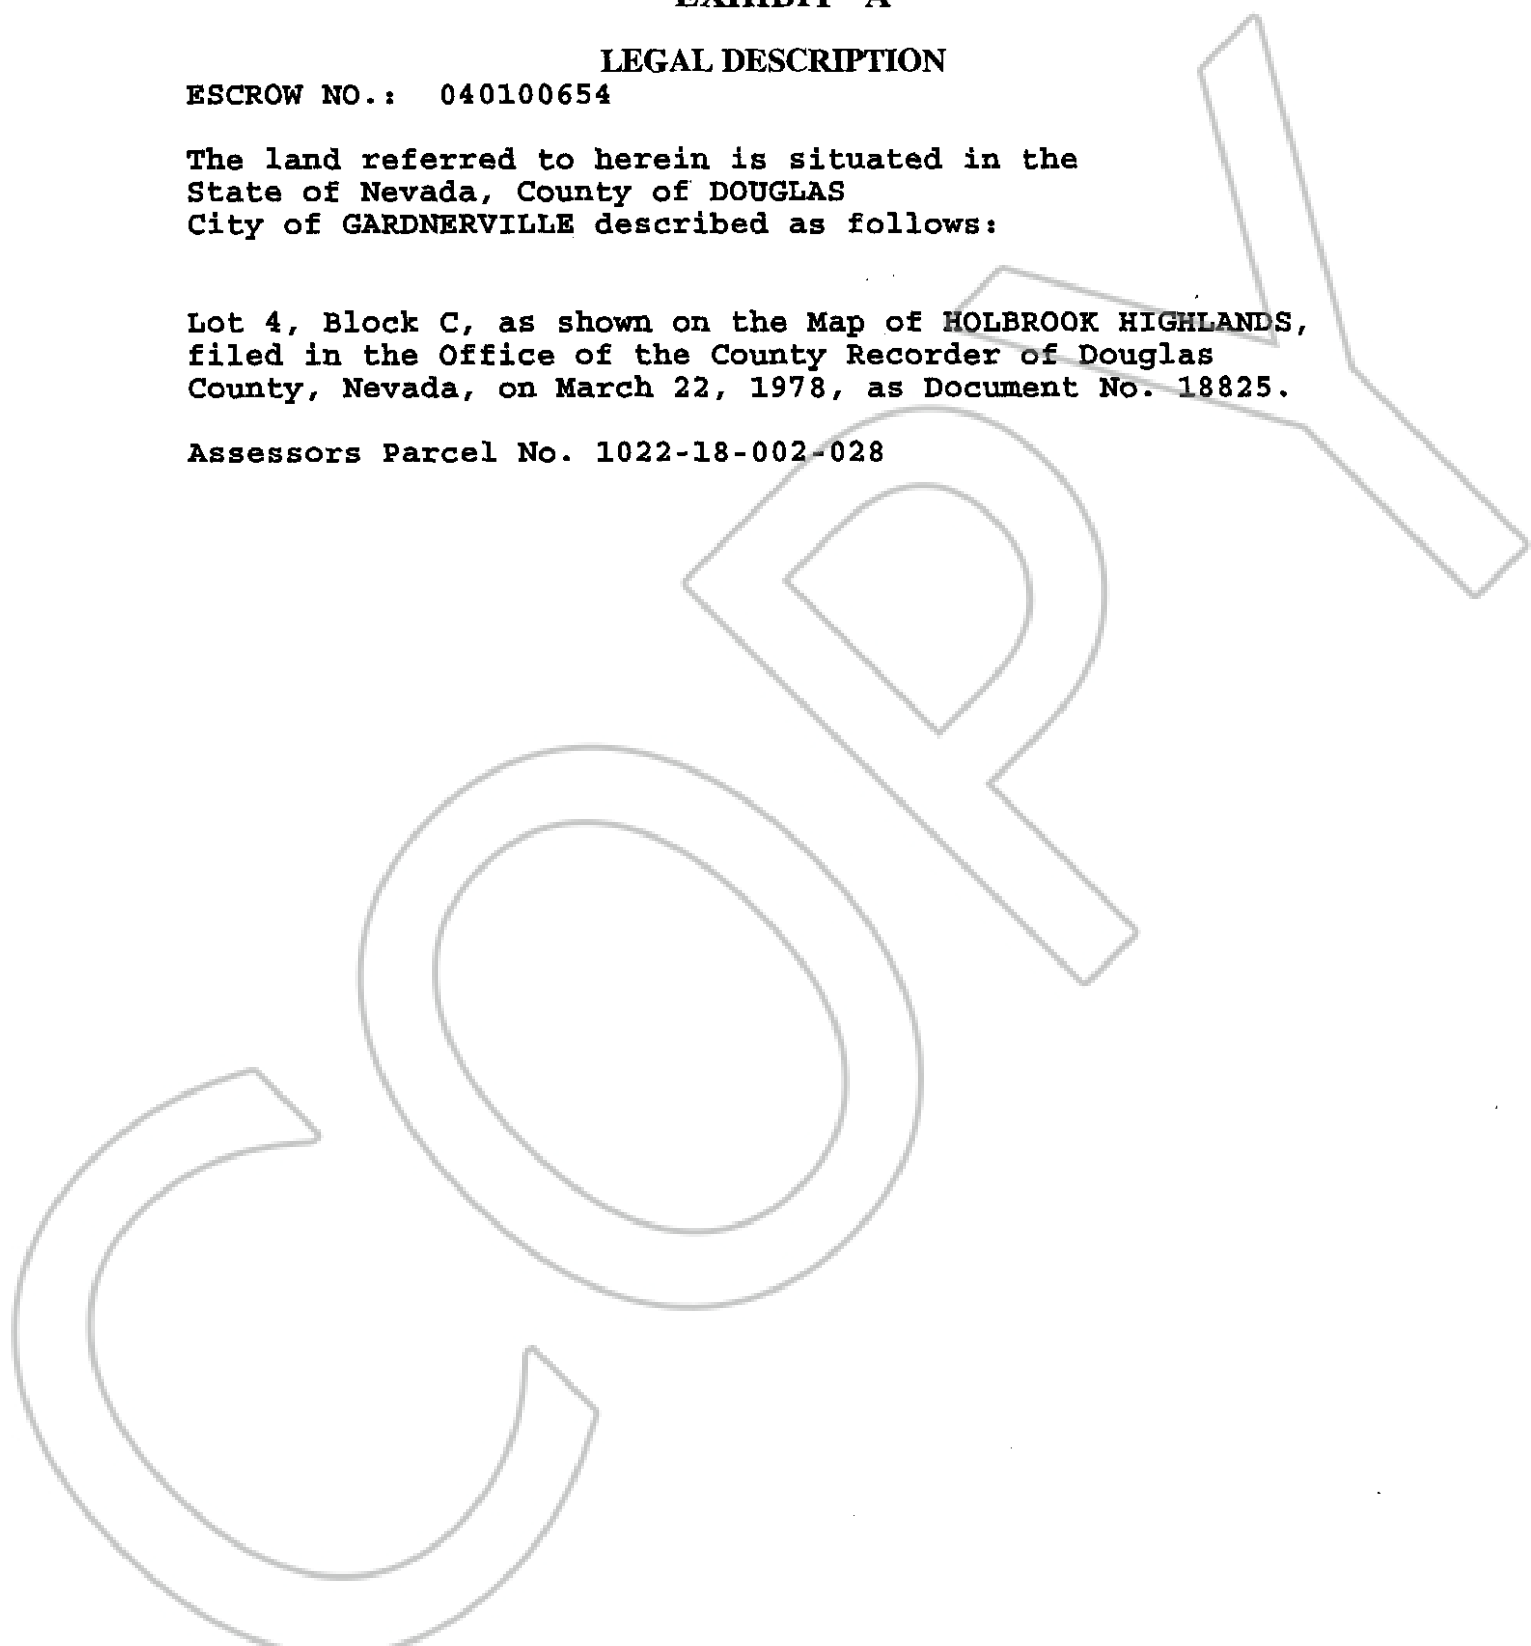 EXHIBIT "A
LEGAL DESCRIPTION
ESCROW NO.: 040100654
The land referred to herein is situated in the
State of Nevada, County of DOUGLAS
City of GARDNERVILLE described as follows:
Lot 4, Block C, as shown on the Map of HOLBROOK HIGHLANDS,
filed in the Office of the County Recorder of Douglas
County, Nevada, on March 22, 1978, as Document No. 18825.
Assessors Parcel No. 1022-18-002-028
COPY